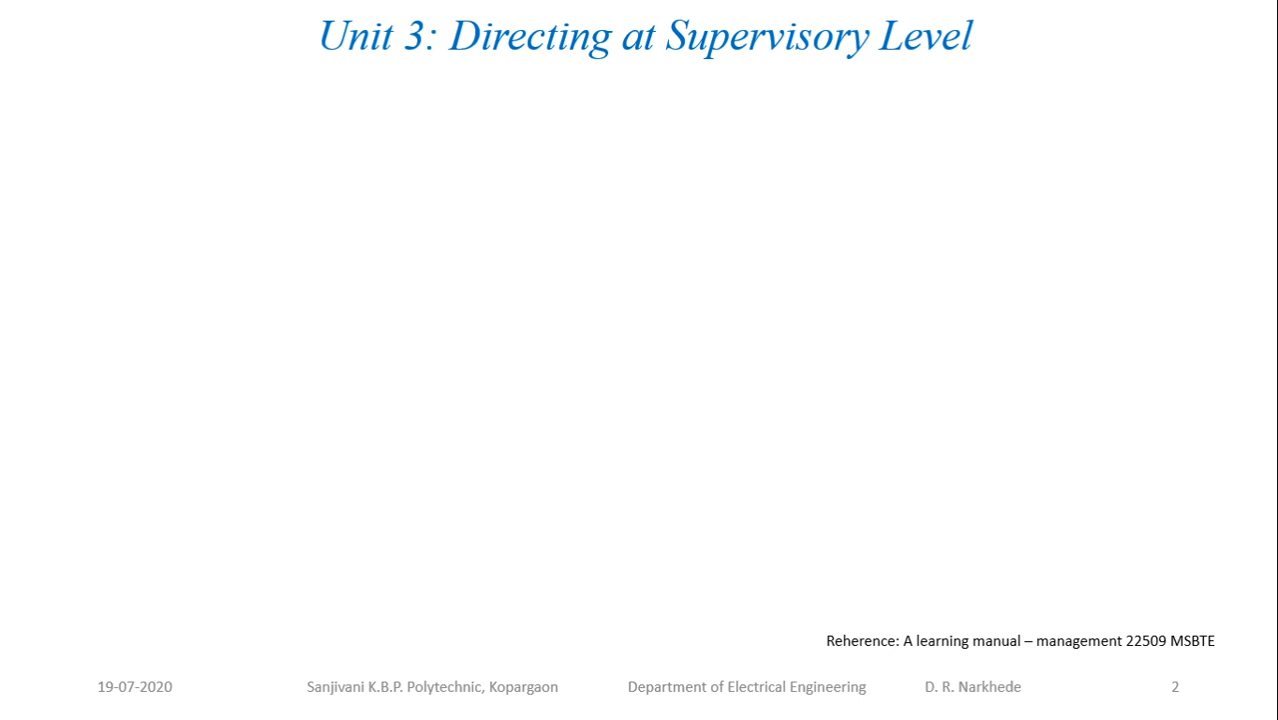 Unit 3: Directing at Supervisory Level
Reherence: A learning manual – management 22509 MSBTE
19-07-2020 Sanjivani K.B.P. Polytechnic, Kopargaon Department of Electrical Engineering D. R. Narkhede 2